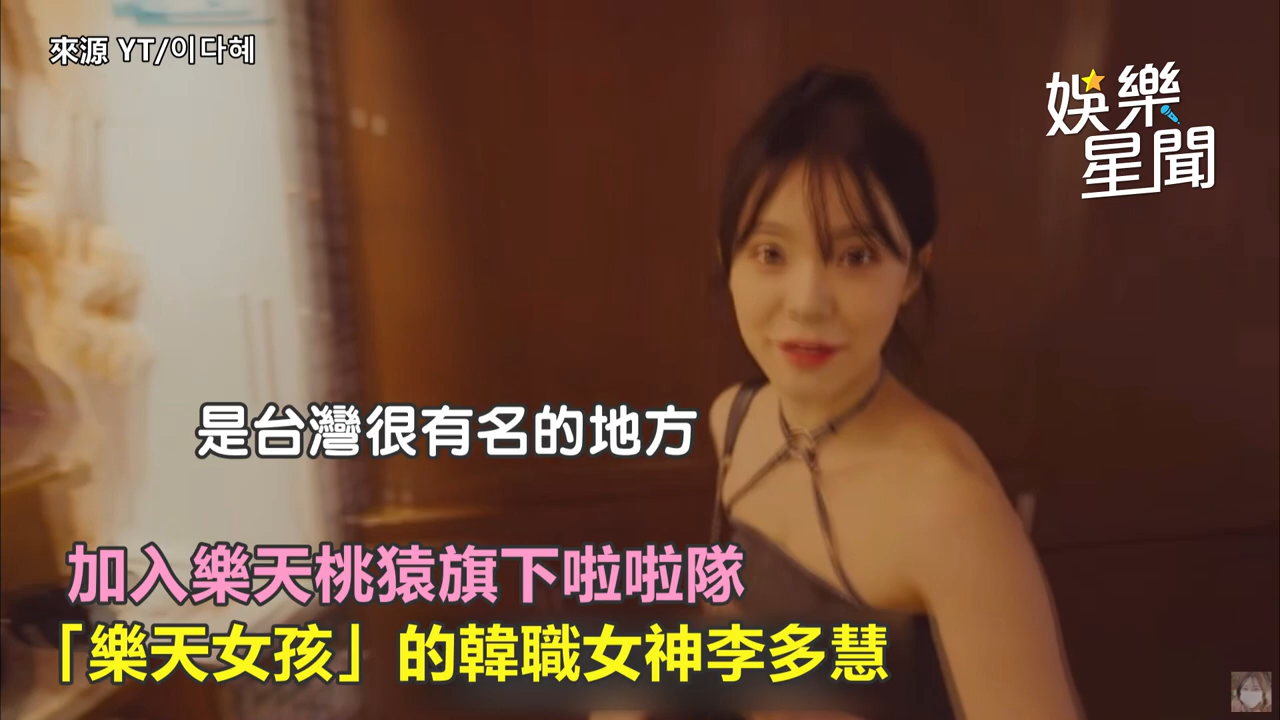 來源 YT/이다혜
娛樂
星聞
是台灣很有名的地方
加入樂天桃猿旗下啦啦隊
「樂天女孩」的韓職女神李多慧